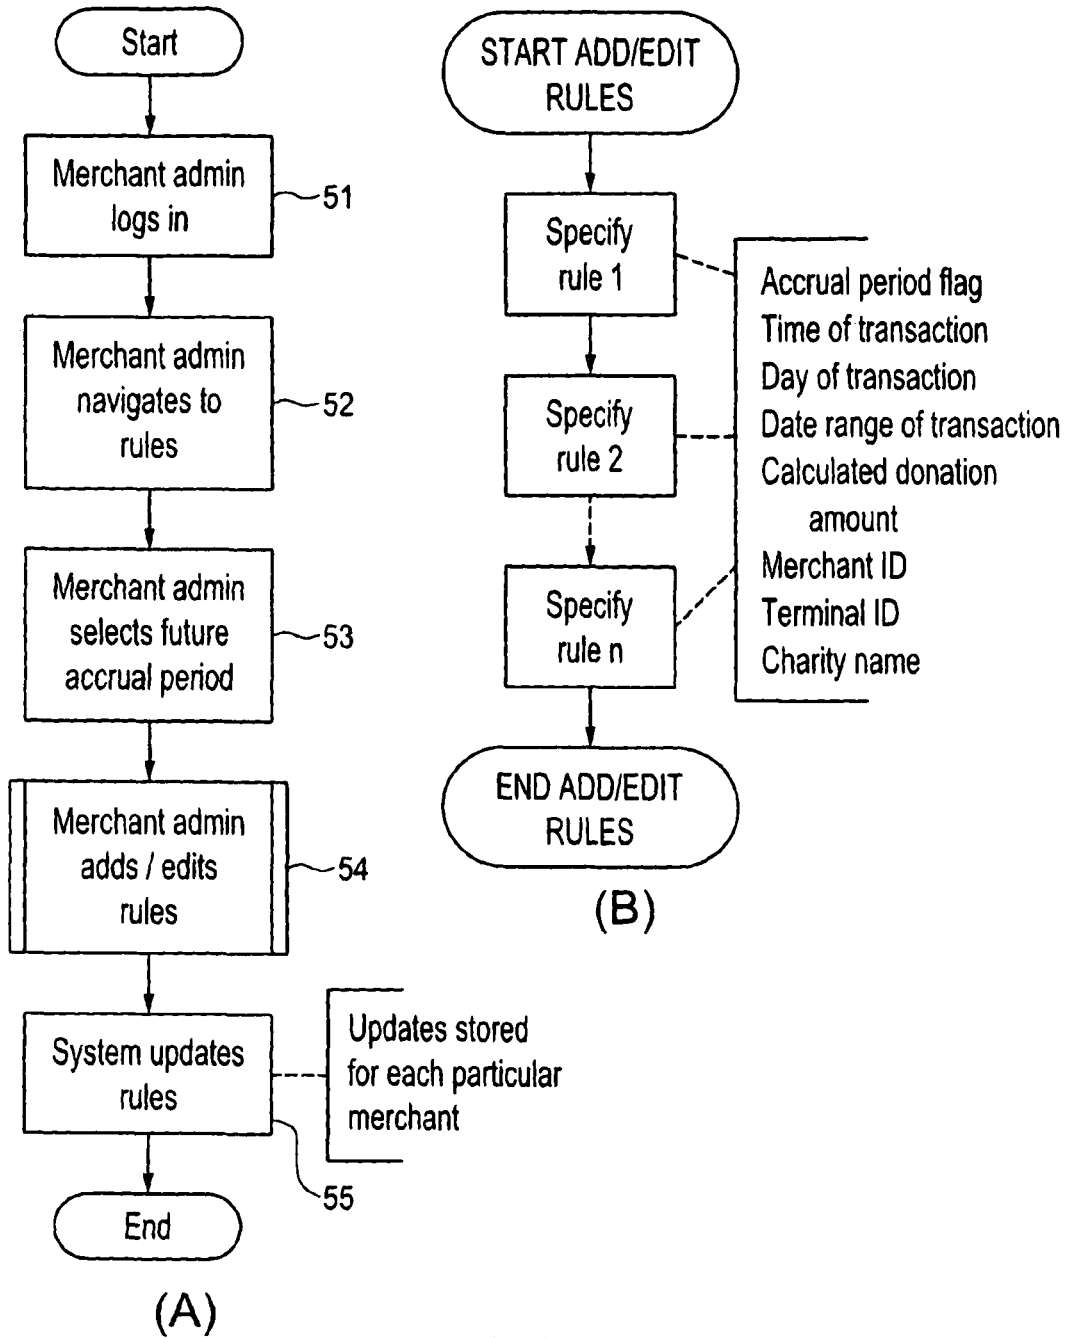 Start
Merchant admin
logs in
51
Merchant admin
navigates to
rules
52
Merchant admin
selects future
accrual period
53
Merchant admin
adds / edits
rules
54
System updates
rules
55
Updates stored
for each particular
merchant
End
(A)
START ADD/EDIT
RULES
Specify
rule 1
Specify
rule 2
Specify
rule n
Accrual period flag
Time of transaction
Day of transaction
Date range of transaction
Calculated donation
amount
Merchant ID
Terminal ID
Charity name
END ADD/EDIT
RULES
(B)